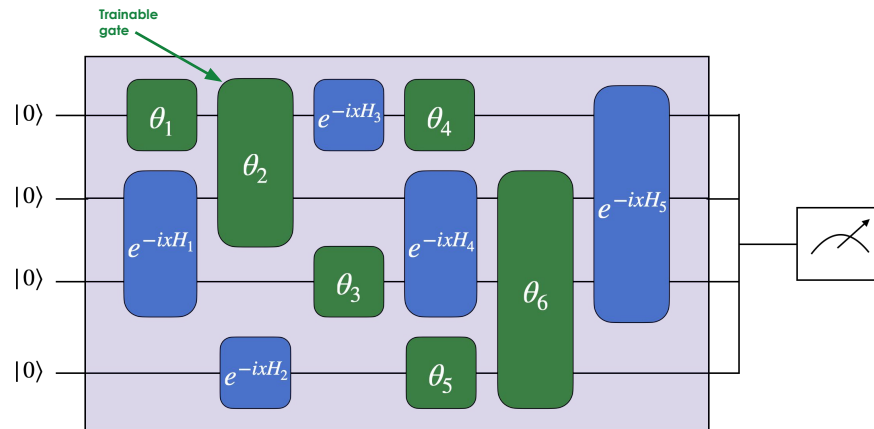 Trainable
gate
|0⟩
θ₁
θ₂
e^{-ixH₃}
θ₄
|0⟩
e^{-ixH₁}
e^{-ixH₄}
e^{-ixH₅}
|0⟩
θ₃
θ₆
|0⟩
e^{-ixH₂}
θ₅